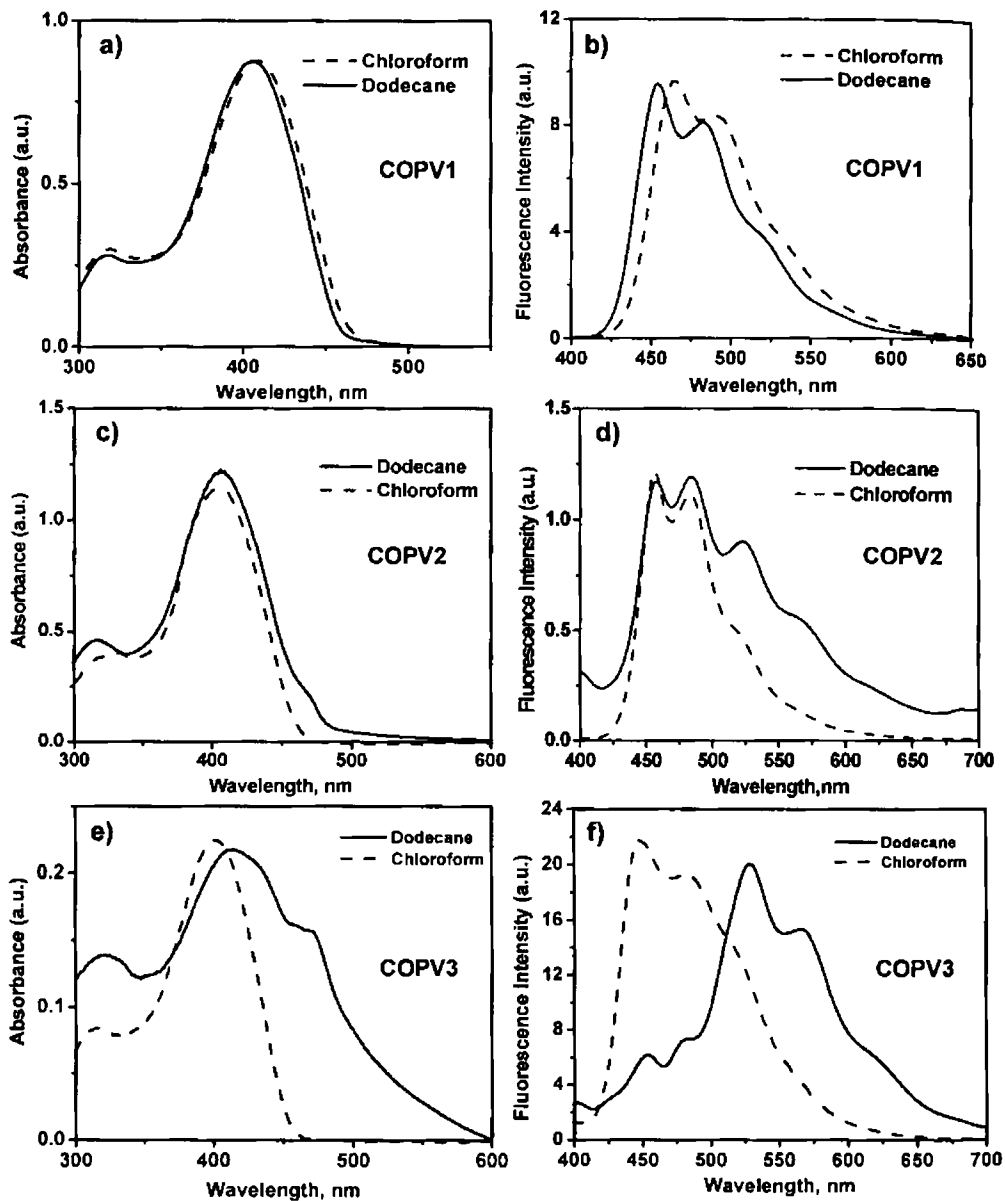 a)
Chloroform
Dodecane
COPV1
Absorbance (a.u.)
1.0
0.5
0.0
300
400
500
Wavelength, nm
b)
Chloroform
Dodecane
COPV1
Fluorescence Intensity (a.u.)
12
9
6
3
0
400
450
500
550
600
650
Wavelength, nm
c)
Dodecane
Chloroform
COPV2
Absorbance (a.u.)
1.5
1.0
0.5
0.0
300
400
500
600
Wavelength, nm
d)
Dodecane
Chloroform
COPV2
Fluorescence Intensity (a.u.)
1.5
1.0
0.5
0.0
400
450
500
550
600
650
700
Wavelength,nm
e)
Dodecane
Chloroform
COPV3
Absorbance (a.u.)
0.2
0.1
0.0
300
400
500
600
Wavelength, nm
f)
Dodecane
Chloroform
COPV3
Fluorescence Intensity (a.u.)
24
20
16
12
8
4
0
400
450
500
550
600
650
700
Wavelength, nm